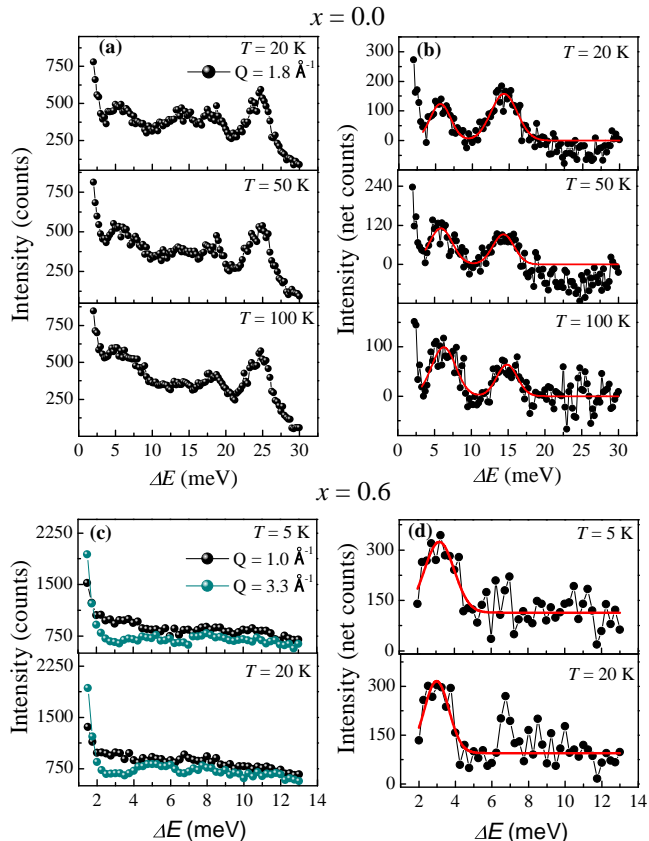 x = 0.0
(a)
T = 20 K
Q = 1.8 Å⁻¹
750
500
250
T = 50 K
750
500
250
T = 100 K
750
500
250
0 5 10 15 20 25 30
Intensity (counts)
ΔE (meV)
(b)
T = 20 K
300
200
100
0
T = 50 K
240
120
0
T = 100 K
100
0
0 5 10 15 20 25 30
Intensity (net counts)
ΔE (meV)
x = 0.6
(c)
T = 5 K
Q = 1.0 Å⁻¹
Q = 3.3 Å⁻¹
2250
1500
750
T = 20 K
2250
1500
750
2 4 6 8 10 12 14
Intensity (counts)
ΔE (meV)
(d)
T = 5 K
300
150
0
T = 20 K
300
150
0
2 4 6 8 10 12 14
Intensity (net counts)
ΔE (meV)